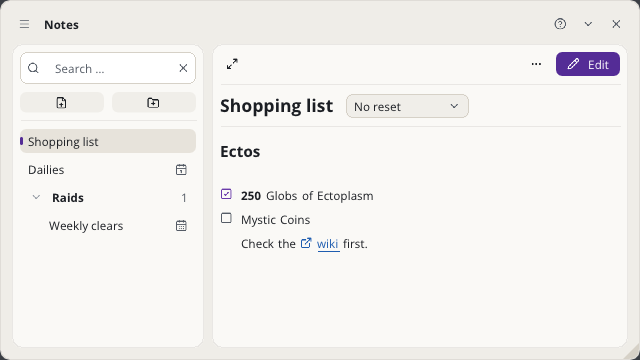 Notes
Search ...
Edit
Shopping list
No reset
Shopping list
Dailies
Raids 1
Weekly clears
Ectos
250 Globs of Ectoplasm
Mystic Coins
Check the wiki first.